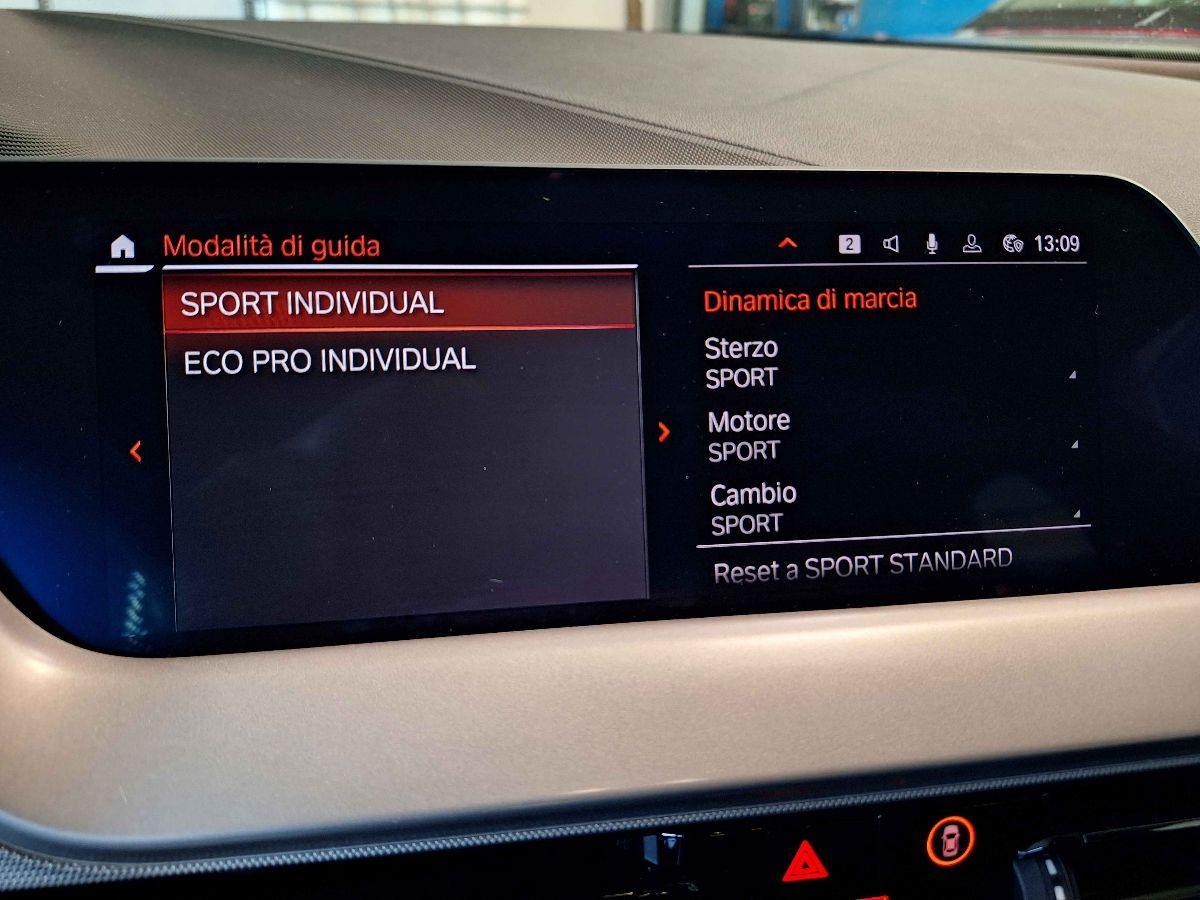 Modalità di guida
2
13:09
SPORT INDIVIDUAL
ECO PRO INDIVIDUAL
Dinamica di marcia
Sterzo
SPORT
Motore
SPORT
Cambio
SPORT
Reset a SPORT STANDARD